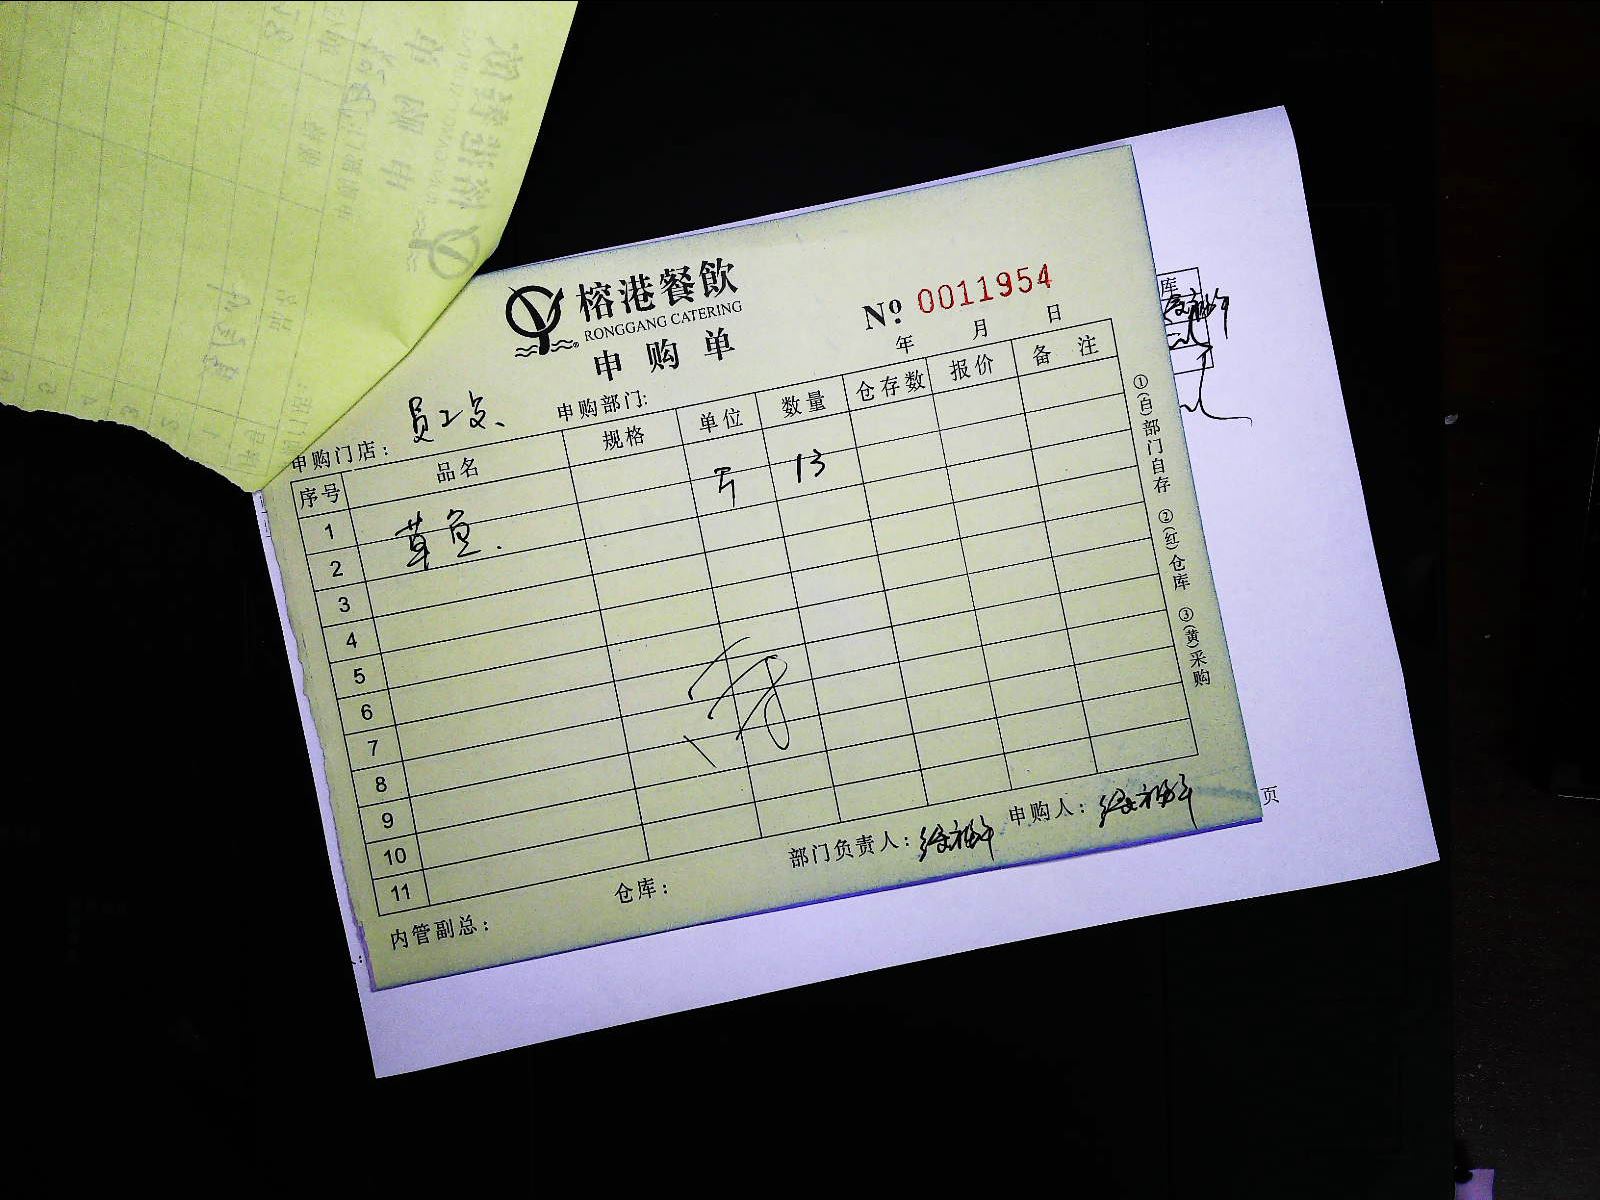 榕港餐飲
RONGGANG CATERING
申购单
№ 0011954
年 月 日
申购门店： 员工灶、 申购部门:
序号 品名 规格 单位 数量 仓存数 报价 备注
1 草鱼. 斤 13
2
3
4
5
6
7
8
9
10
11
内管副总： 仓库： 部门负责人： 申购人：
①(白)部门自存 ②(红)仓库 ③(黄)采购
库
页